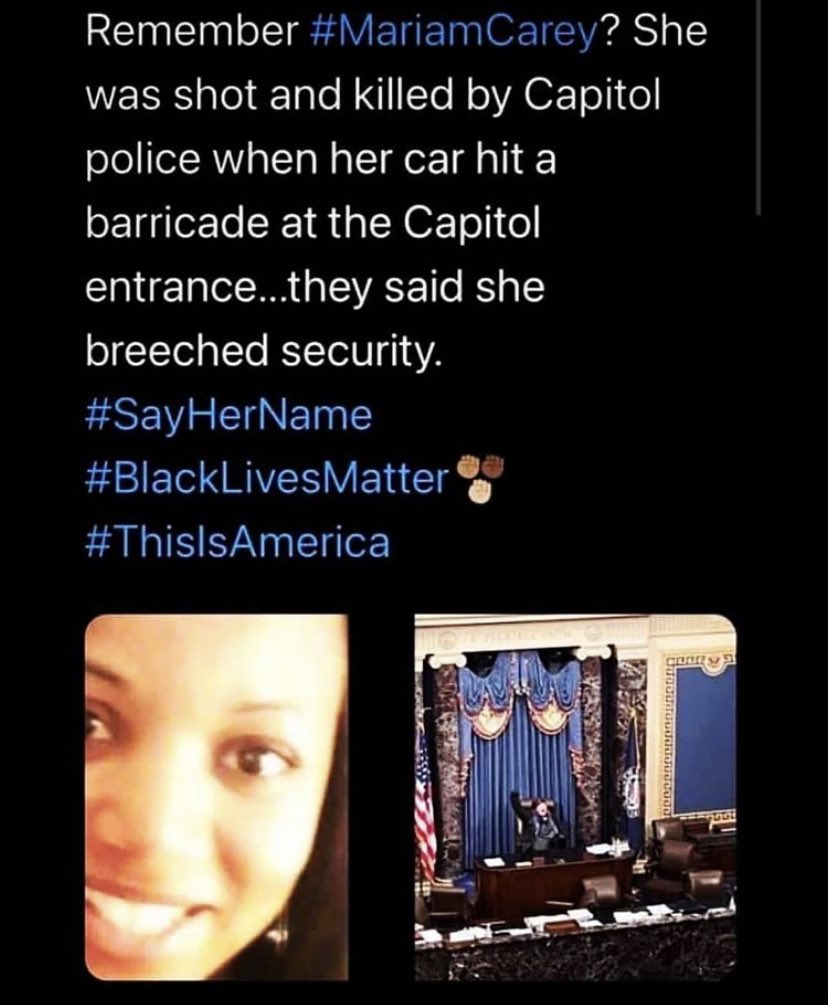 Remember #MariamCarey? She
was shot and killed by Capitol
police when her car hit a
barricade at the Capitol
entrance...they said she
breeched security.
#SayHerName
#BlackLivesMatter✊🏽✊🏿✊🏼
#ThisIsAmerica